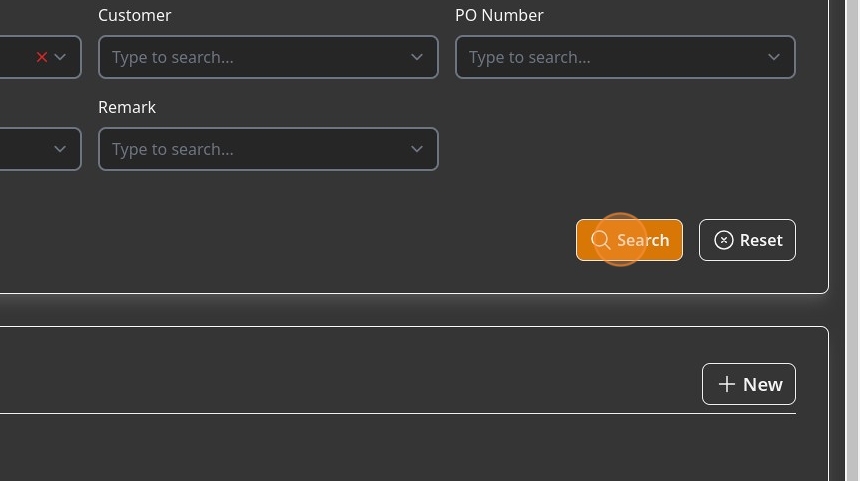 Customer
PO Number
Type to search...
Type to search...
Remark
Type to search...
Search
Reset
New